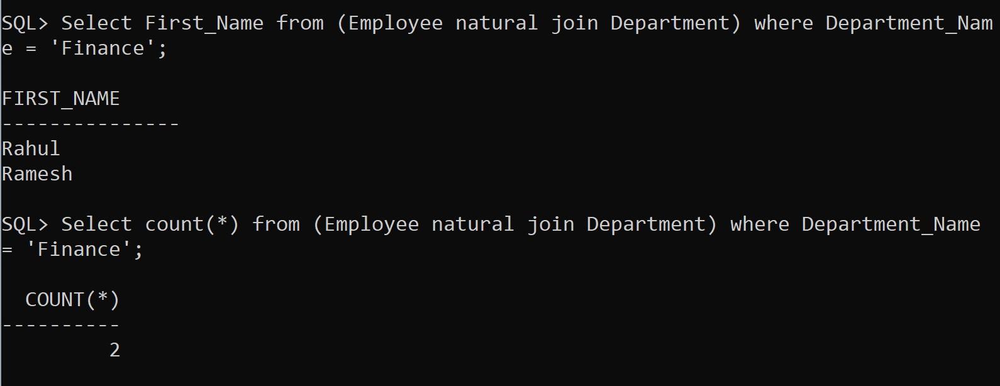 SQL> Select First_Name from (Employee natural join Department) where Department_Nam
e = 'Finance';
FIRST_NAME
---------------
Rahul
Ramesh
SQL> Select count(*) from (Employee natural join Department) where Department_Name
= 'Finance';
  COUNT(*)
----------
         2